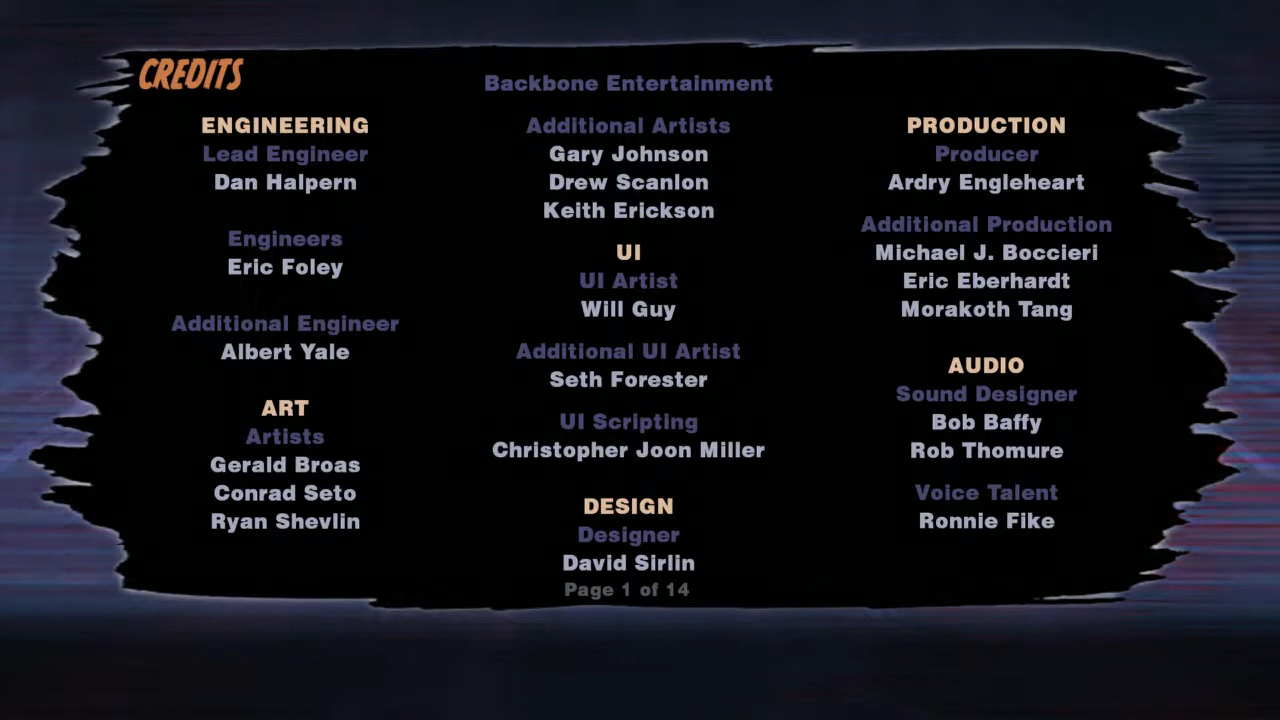 CREDITS
Backbone Entertainment
ENGINEERING
Lead Engineer
Dan Halpern
Engineers
Eric Foley
Additional Engineer
Albert Yale
ART
Artists
Gerald Broas
Conrad Seto
Ryan Shevlin
Additional Artists
Gary Johnson
Drew Scanlon
Keith Erickson
UI
UI Artist
Will Guy
Additional UI Artist
Seth Forester
UI Scripting
Christopher Joon Miller
DESIGN
Designer
David Sirlin
PRODUCTION
Producer
Ardry Engleheart
Additional Production
Michael J. Boccieri
Eric Eberhardt
Morakoth Tang
AUDIO
Sound Designer
Bob Baffy
Rob Thomure
Voice Talent
Ronnie Fike
Page 1 of 14